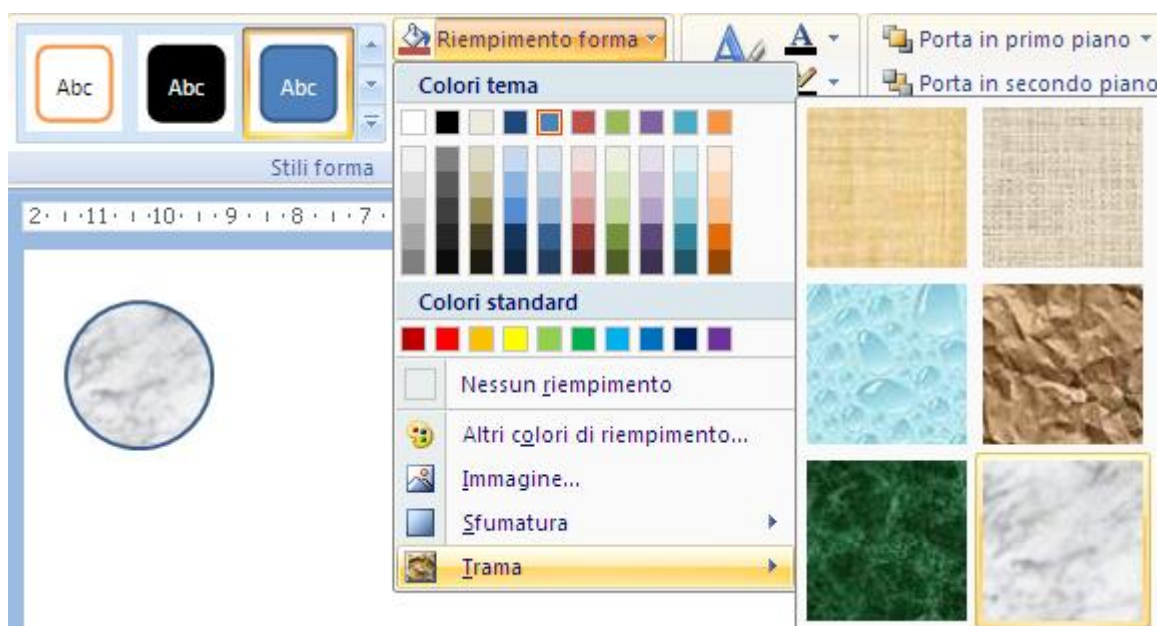 Abc Abc Abc
Stili forma
Riempimento forma
A A
Porta in primo piano
Porta in secondo piano
2 · ı ·11· ı ·10· ı · 9 · ı · 8 · ı · 7 ·
Colori tema
Colori standard
Nessun riempimento
Altri colori di riempimento...
Immagine...
Sfumatura
Trama